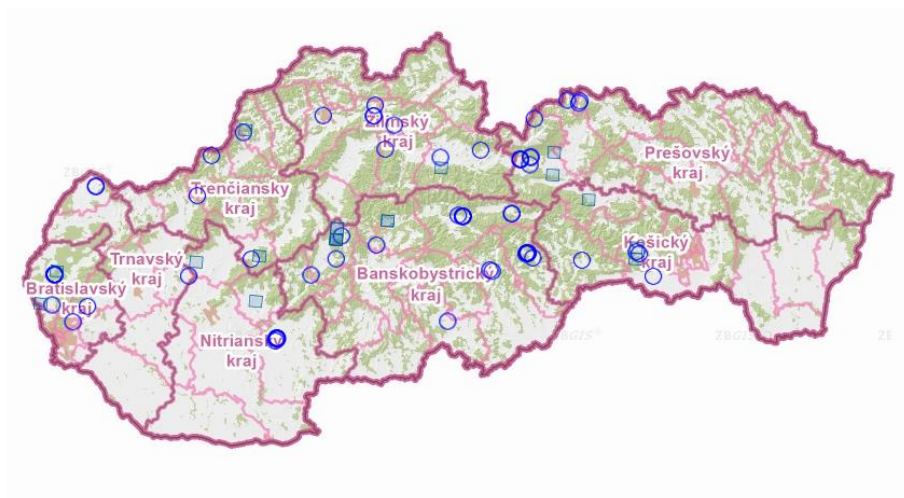 Žilinský
kraj
Prešovský
kraj
Trenčiansky
kraj
Trnavský
kraj
Košický
kraj
Banskobystrický
kraj
Bratislavský
kraj
Nitriansky
kraj
ZBGIS®